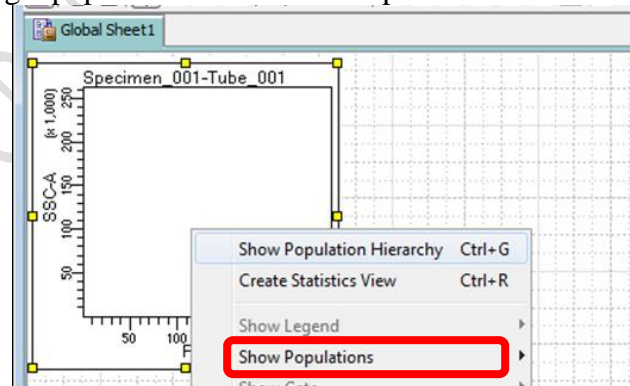 Global Sheet1
Specimen_001-Tube_001
(x 1,000)
250
200
150
100
50
SSC-A
50 100
F
Show Population Hierarchy Ctrl+G
Create Statistics View Ctrl+R
Show Legend
Show Populations